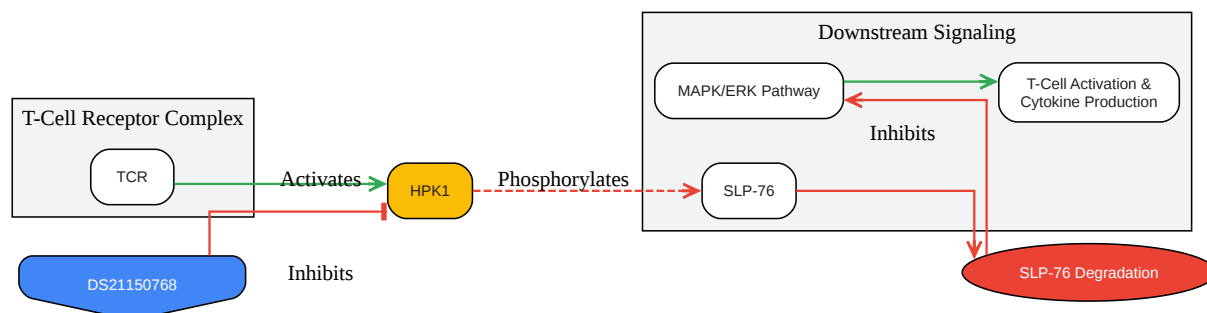 Downstream Signaling
MAPK/ERK Pathway
T-Cell Activation &
Cytokine Production
T-Cell Receptor Complex
Inhibits
TCR
Activates
HPK1
Phosphorylates
SLP-76
DS21150768
Inhibits
SLP-76 Degradation